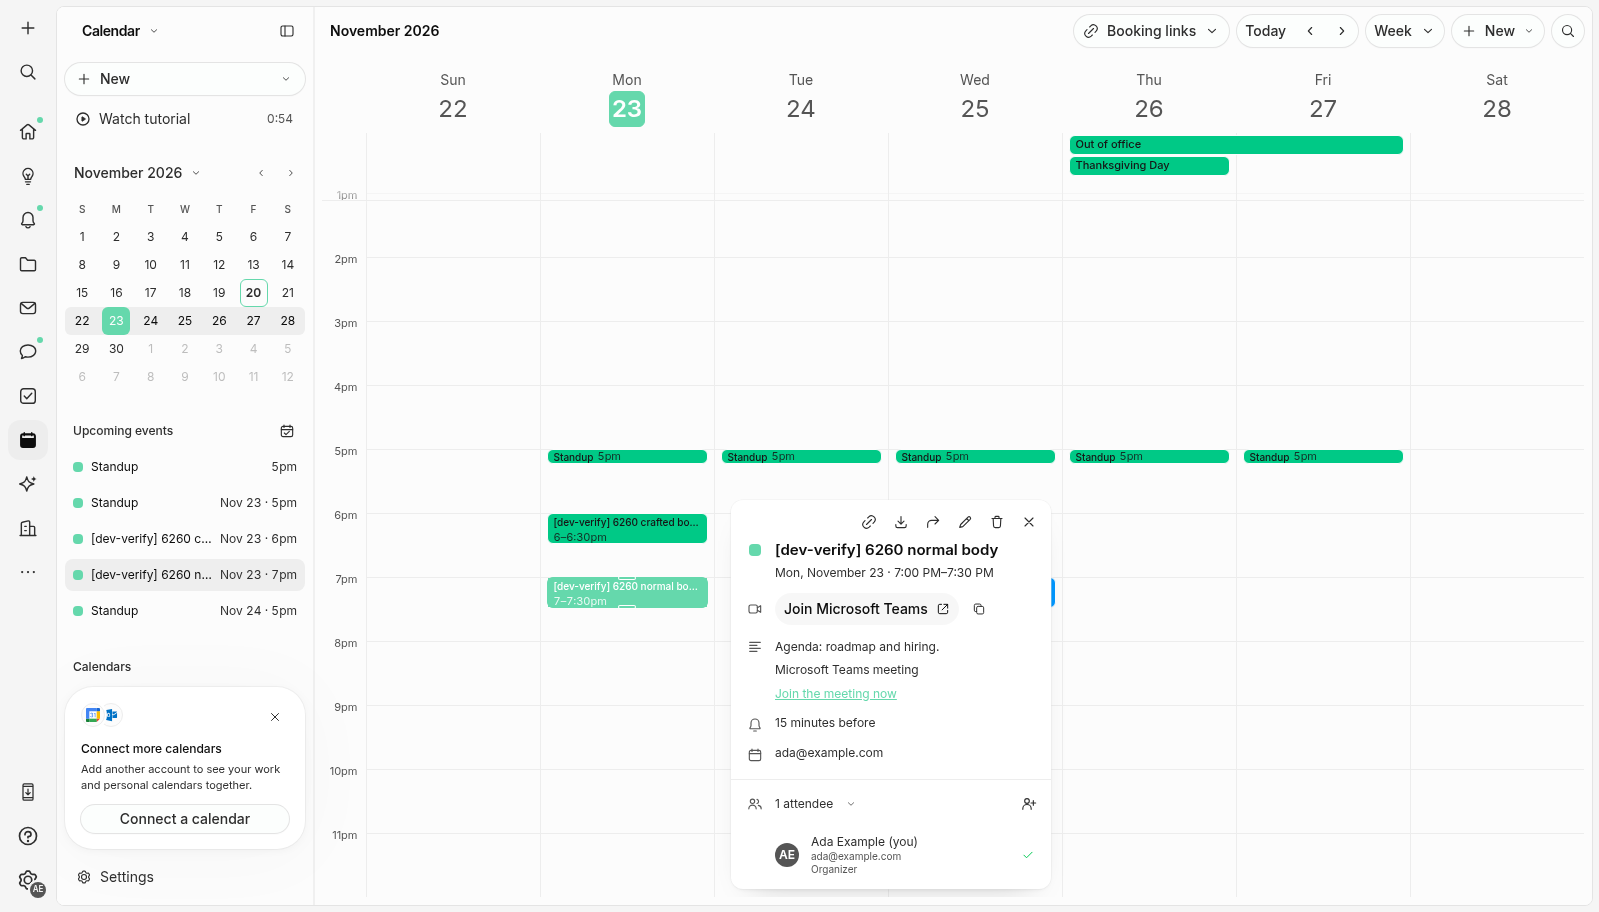 Calendar
New
Watch tutorial 0:54
November 2026
S M T W T F S
1 2 3 4 5 6 7
8 9 10 11 12 13 14
15 16 17 18 19 20 21
22 23 24 25 26 27 28
29 30 1 2 3 4 5
6 7 8 9 10 11 12
Upcoming events
Standup 5pm
Standup Nov 23 · 5pm
[dev-verify] 6260 c... Nov 23 · 6pm
[dev-verify] 6260 n... Nov 23 · 7pm
Standup Nov 24 · 5pm
Calendars
31
Connect more calendars
Add another account to see your work
and personal calendars together.
Connect a calendar
Settings
AE
November 2026
Booking links
Today
Week
New
Sun Mon Tue Wed Thu Fri Sat
22 23 24 25 26 27 28
Out of office
Thanksgiving Day
1pm
2pm
3pm
4pm
5pm
Standup 5pm
Standup 5pm
Standup 5pm
Standup 5pm
Standup 5pm
6pm
[dev-verify] 6260 crafted bo...
6–6:30pm
7pm
[dev-verify] 6260 normal bo...
7–7:30pm
8pm
9pm
10pm
11pm
[dev-verify] 6260 normal body
Mon, November 23 · 7:00 PM–7:30 PM
Join Microsoft Teams
Agenda: roadmap and hiring.
Microsoft Teams meeting
Join the meeting now
15 minutes before
ada@example.com
1 attendee
AE
Ada Example (you)
ada@example.com
Organizer